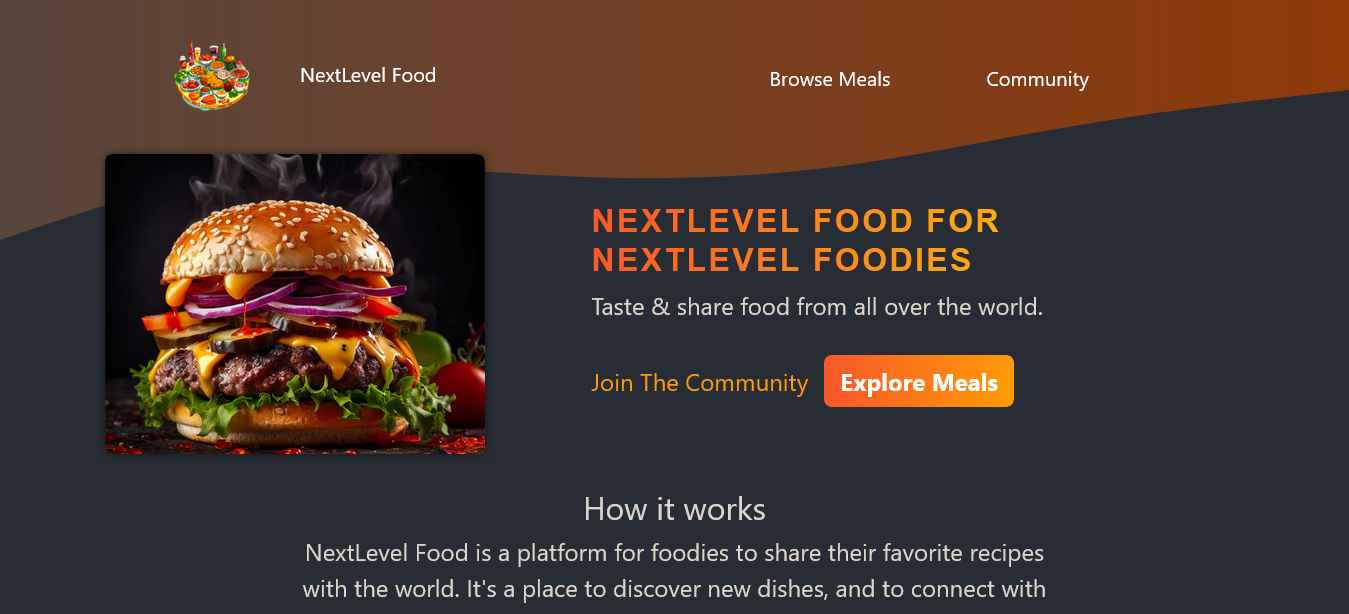 NextLevel Food
Browse Meals
Community
NEXTLEVEL FOOD FOR
NEXTLEVEL FOODIES
Taste & share food from all over the world.
Join The Community
Explore Meals
How it works
NextLevel Food is a platform for foodies to share their favorite recipes
with the world. It's a place to discover new dishes, and to connect with